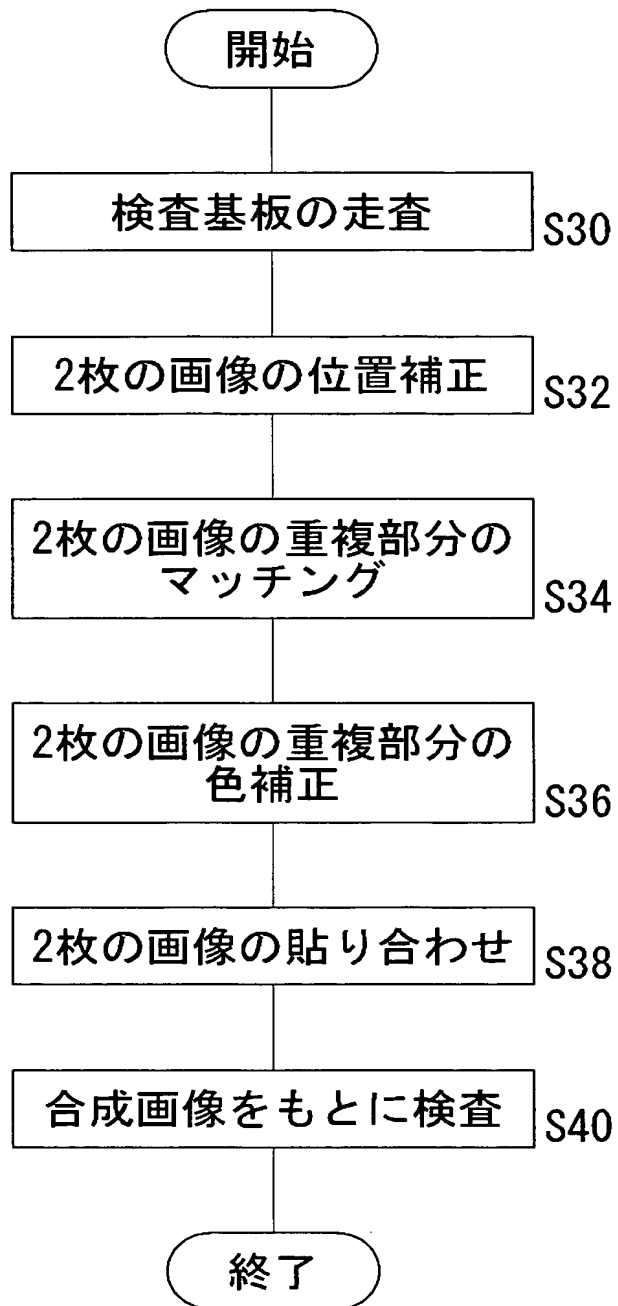 開始
検査基板の走査
S30
2枚の画像の位置補正
S32
2枚の画像の重複部分の
マッチング
S34
2枚の画像の重複部分の
色補正
S36
2枚の画像の貼り合わせ
S38
合成画像をもとに検査
S40
終了